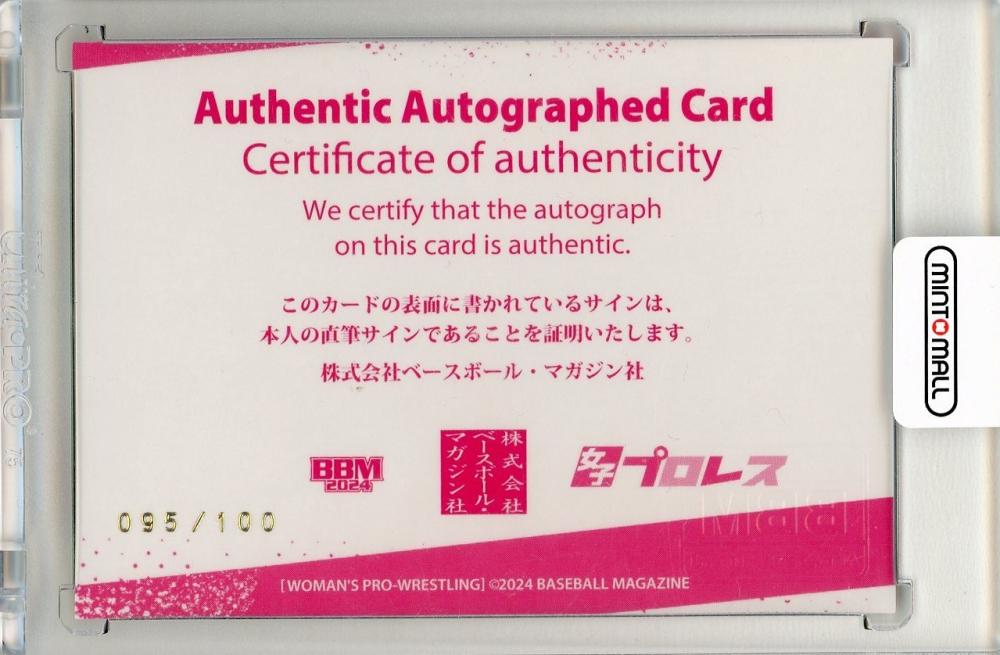 Authentic Autographed Card
Certificate of authenticity
We certify that the autograph
on this card is authentic.
このカードの表面に書かれているサインは、
本人の直筆サインであることを証明いたします。
株式会社ベースボール・マガジン社
BBM
2024
株式会社
ベースボール・
マガジン社
女子プロレス
095/100
[WOMAN'S PRO-WRESTLING] ©2024 BASEBALL MAGAZINE
MINTOMALL
ULTRA•PRO
BBM